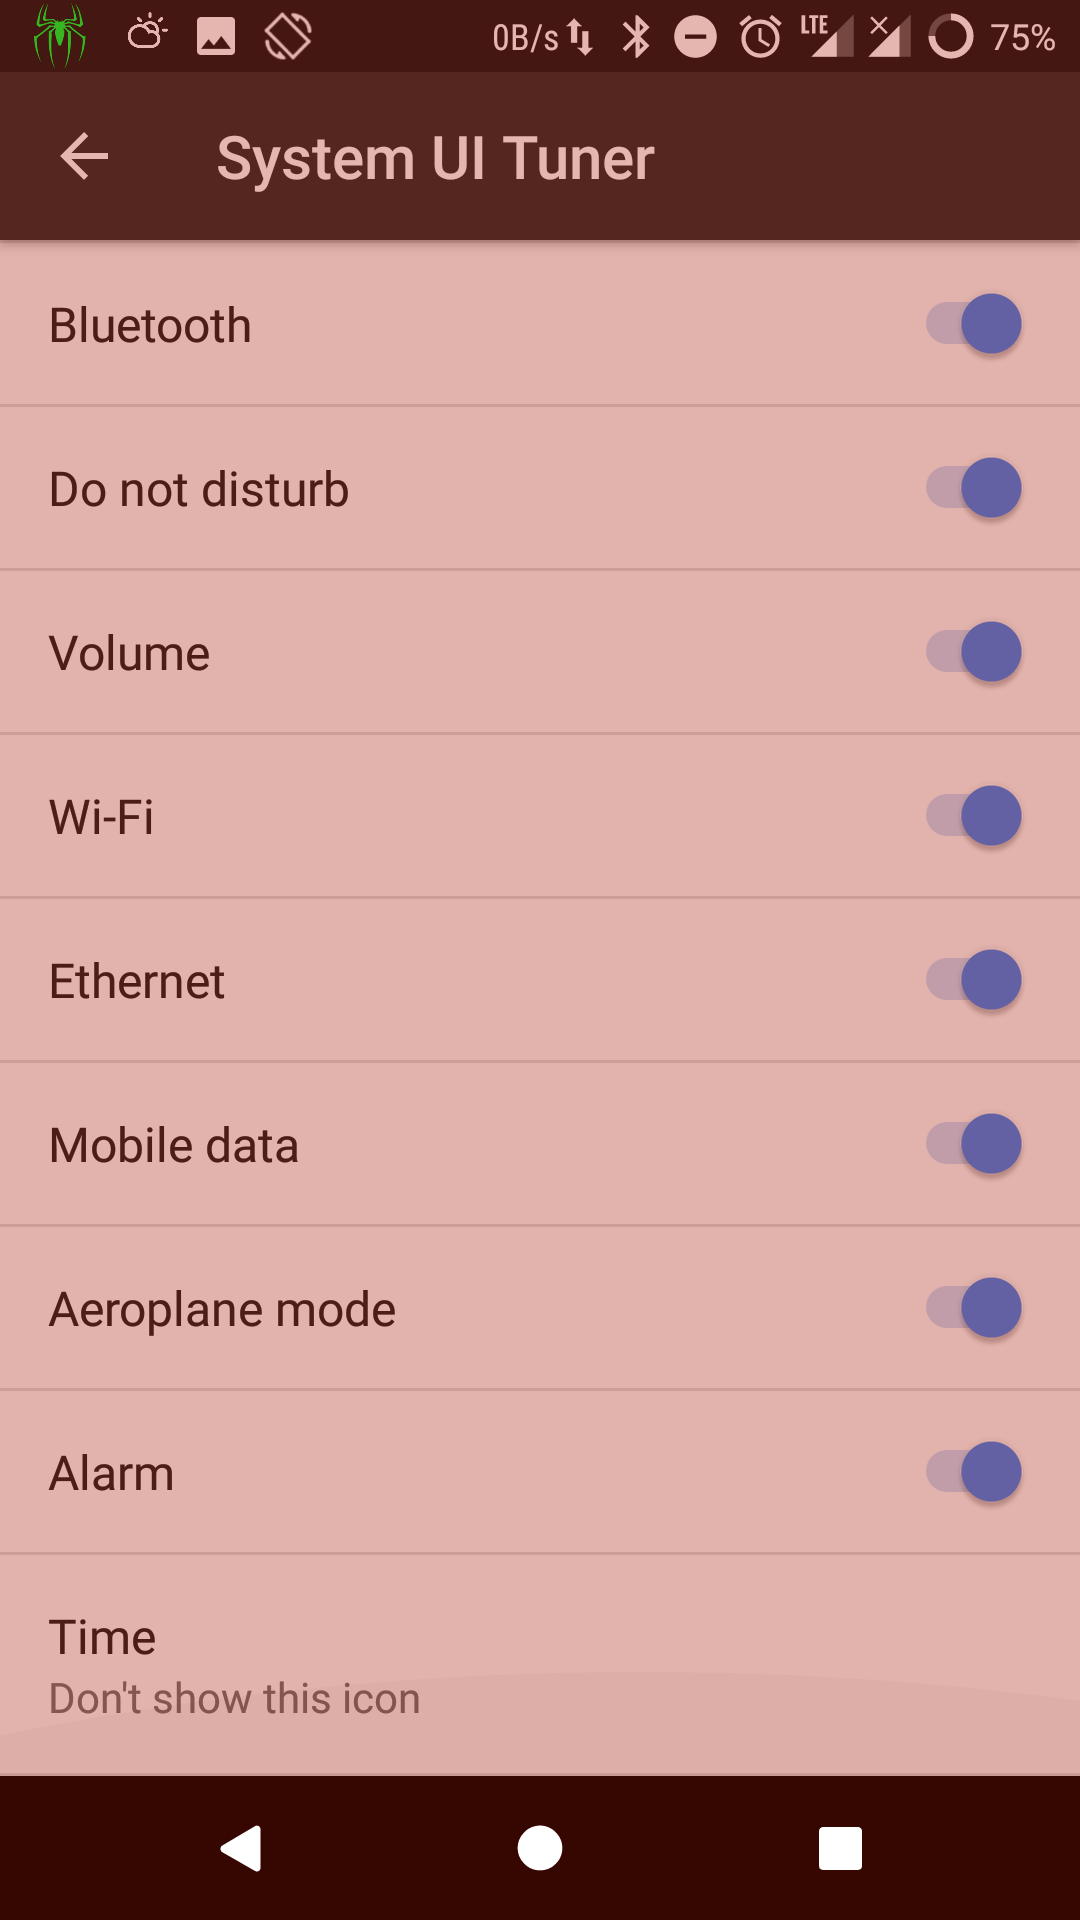 0B/s LTE 75%
System UI Tuner
Bluetooth
Do not disturb
Volume
Wi-Fi
Ethernet
Mobile data
Aeroplane mode
Alarm
Time
Don't show this icon